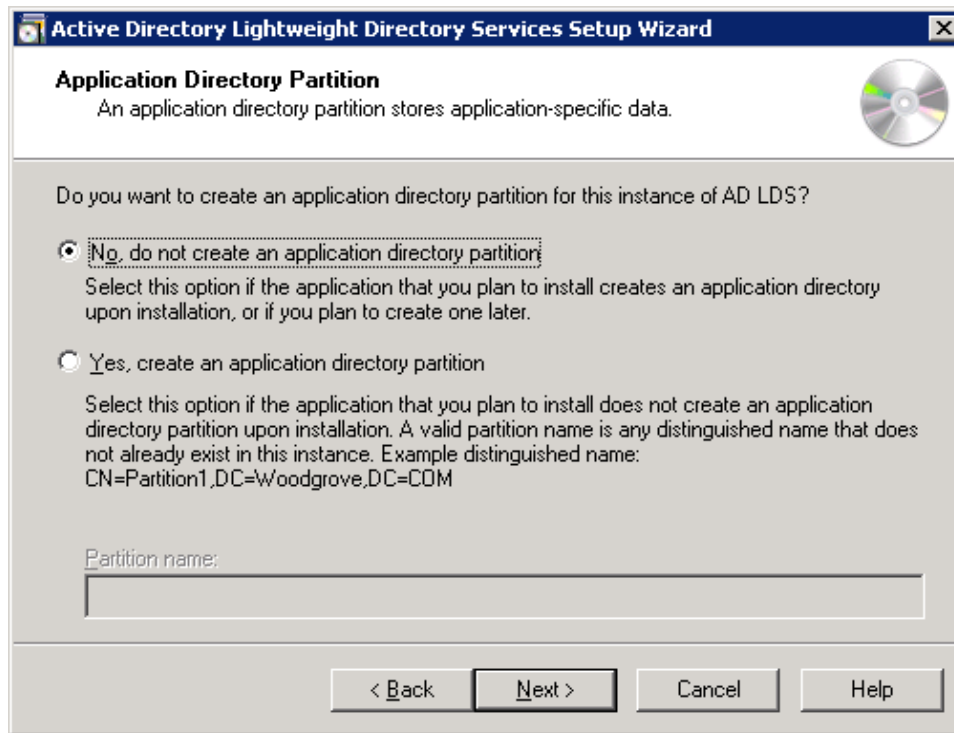 Active Directory Lightweight Directory Services Setup Wizard
Application Directory Partition
An application directory partition stores application-specific data.
Do you want to create an application directory partition for this instance of AD LDS?
No, do not create an application directory partition
Select this option if the application that you plan to install creates an application directory
upon installation, or if you plan to create one later.
Yes, create an application directory partition
Select this option if the application that you plan to install does not create an application
directory partition upon installation. A valid partition name is any distinguished name that does
not already exist in this instance. Example distinguished name:
CN=Partition1,DC=Woodgrove,DC=COM
Partition name:
< Back Next > Cancel Help